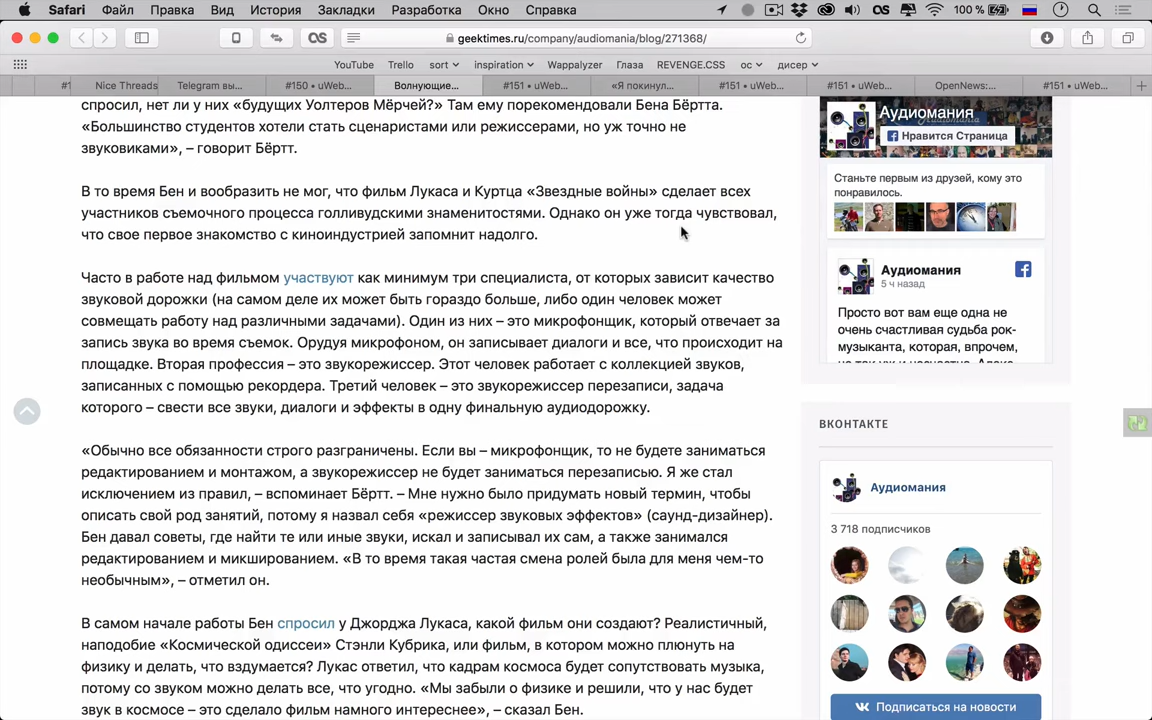 Safari Файл Правка Вид История Закладки Разработка Окно Справка 100 %
geektimes.ru/company/audiomania/blog/271368/
YouTube Trello sort inspiration Wappalyzer Глаза REVENGE.CSS ос дисер
#1 Nice Threads Telegram вы... #150 : uWeb... Волнующие... #151 : uWeb... «Я покинул... #151 : uWeb... #151 : uWeb... OpenNews:... #151 : uWeb...
спросил, нет ли у них «будущих Уолтеров Мёрчей?» Там ему порекомендовали Бена Бёртта.
«Большинство студентов хотели стать сценаристами или режиссерами, но уж точно не
звуковиками», – говорит Бёртт.
В то время Бен и вообразить не мог, что фильм Лукаса и Куртца «Звездные войны» сделает всех
участников съемочного процесса голливудскими знаменитостями. Однако он уже тогда чувствовал,
что свое первое знакомство с киноиндустрией запомнит надолго.
Часто в работе над фильмом участвуют как минимум три специалиста, от которых зависит качество
звуковой дорожки (на самом деле их может быть гораздо больше, либо один человек может
совмещать работу над различными задачами). Один из них – это микрофонщик, который отвечает за
запись звука во время съемок. Орудуя микрофоном, он записывает диалоги и все, что происходит на
площадке. Вторая профессия – это звукорежиссер. Этот человек работает с коллекцией звуков,
записанных с помощью рекордера. Третий человек – это звукорежиссер перезаписи, задача
которого – свести все звуки, диалоги и эффекты в одну финальную аудиодорожку.
«Обычно все обязанности строго разграничены. Если вы – микрофонщик, то не будете заниматься
редактированием и монтажом, а звукорежиссер не будет заниматься перезаписью. Я же стал
исключением из правил, – вспоминает Бёртт. – Мне нужно было придумать новый термин, чтобы
описать свой род занятий, потому я назвал себя «режиссер звуковых эффектов» (саунд-дизайнер).
Бен давал советы, где найти те или иные звуки, искал и записывал их сам, а также занимался
редактированием и микшированием. «В то время такая частая смена ролей была для меня чем-то
необычным», – отметил он.
В самом начале работы Бен спросил у Джорджа Лукаса, какой фильм они создают? Реалистичный,
наподобие «Космической одиссеи» Стэнли Кубрика, или фильм, в котором можно плюнуть на
физику и делать, что вздумается? Лукас ответил, что кадрам космоса будет сопутствовать музыка,
потому со звуком можно делать все, что угодно. «Мы забыли о физике и решили, что у нас будет
звук в космосе – это сделало фильм намного интереснее», – сказал Бен.
Аудиомания
Нравится Страница
Станьте первым из друзей, кому это
понравилось.
Аудиомания
5 ч назад
Просто вот вам еще одна не
очень счастливая судьба рок-
музыканта, которая, впрочем,
ВКОНТАКТЕ
Аудиомания
3 718 подписчиков
Подписаться на новости